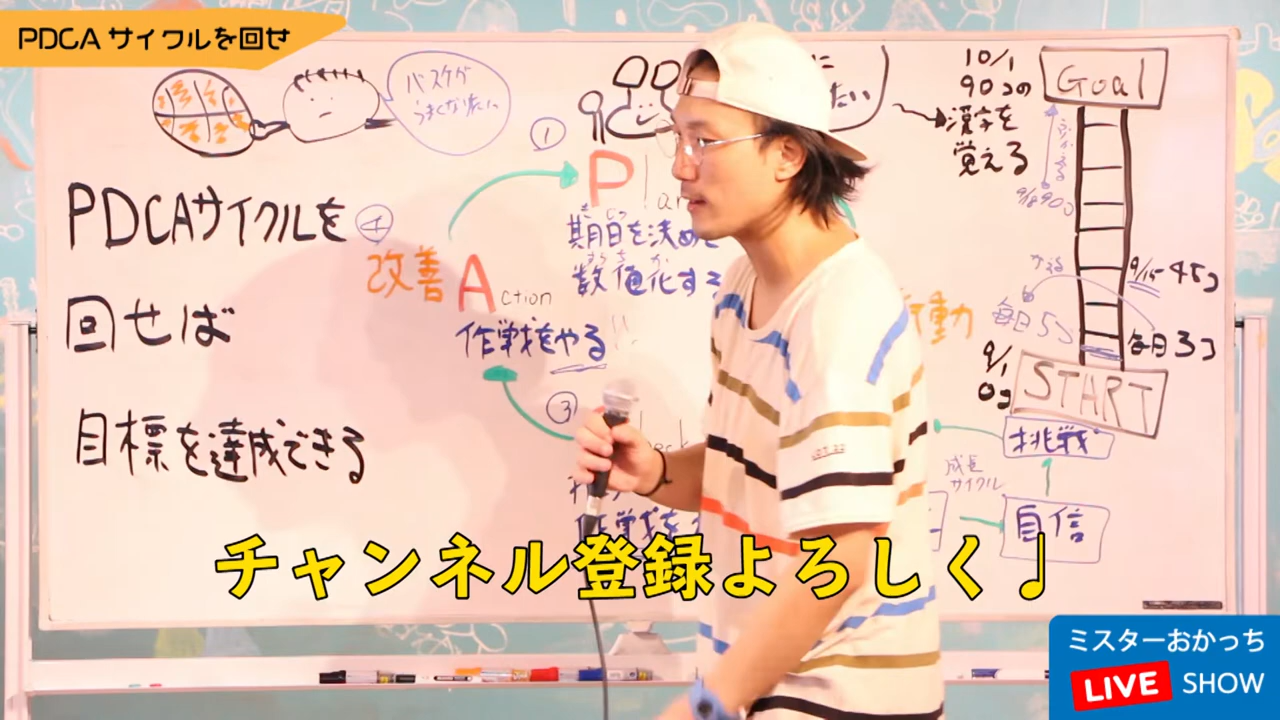 PDCAサイクルを回せ
バスケが
うまくなりたい
10/1
90コの
漢字を
覚える
Goal
①
Plan
期日を決めて
数値化する
PDCAサイクルを
回せば
目標を達成できる
④
改善
Action
作戦をやる!!
動
9/15 45コ
毎日5コ
毎日3コ
9/1
0コ
START
③
挑戦
成長
サイクル
自信
作戦を
チャンネル登録よろしく♩
ミスターおかっち
LIVE SHOW